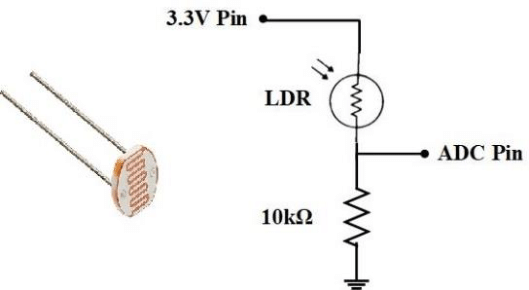 3.3V Pin
LDR
ADC Pin
10kΩ